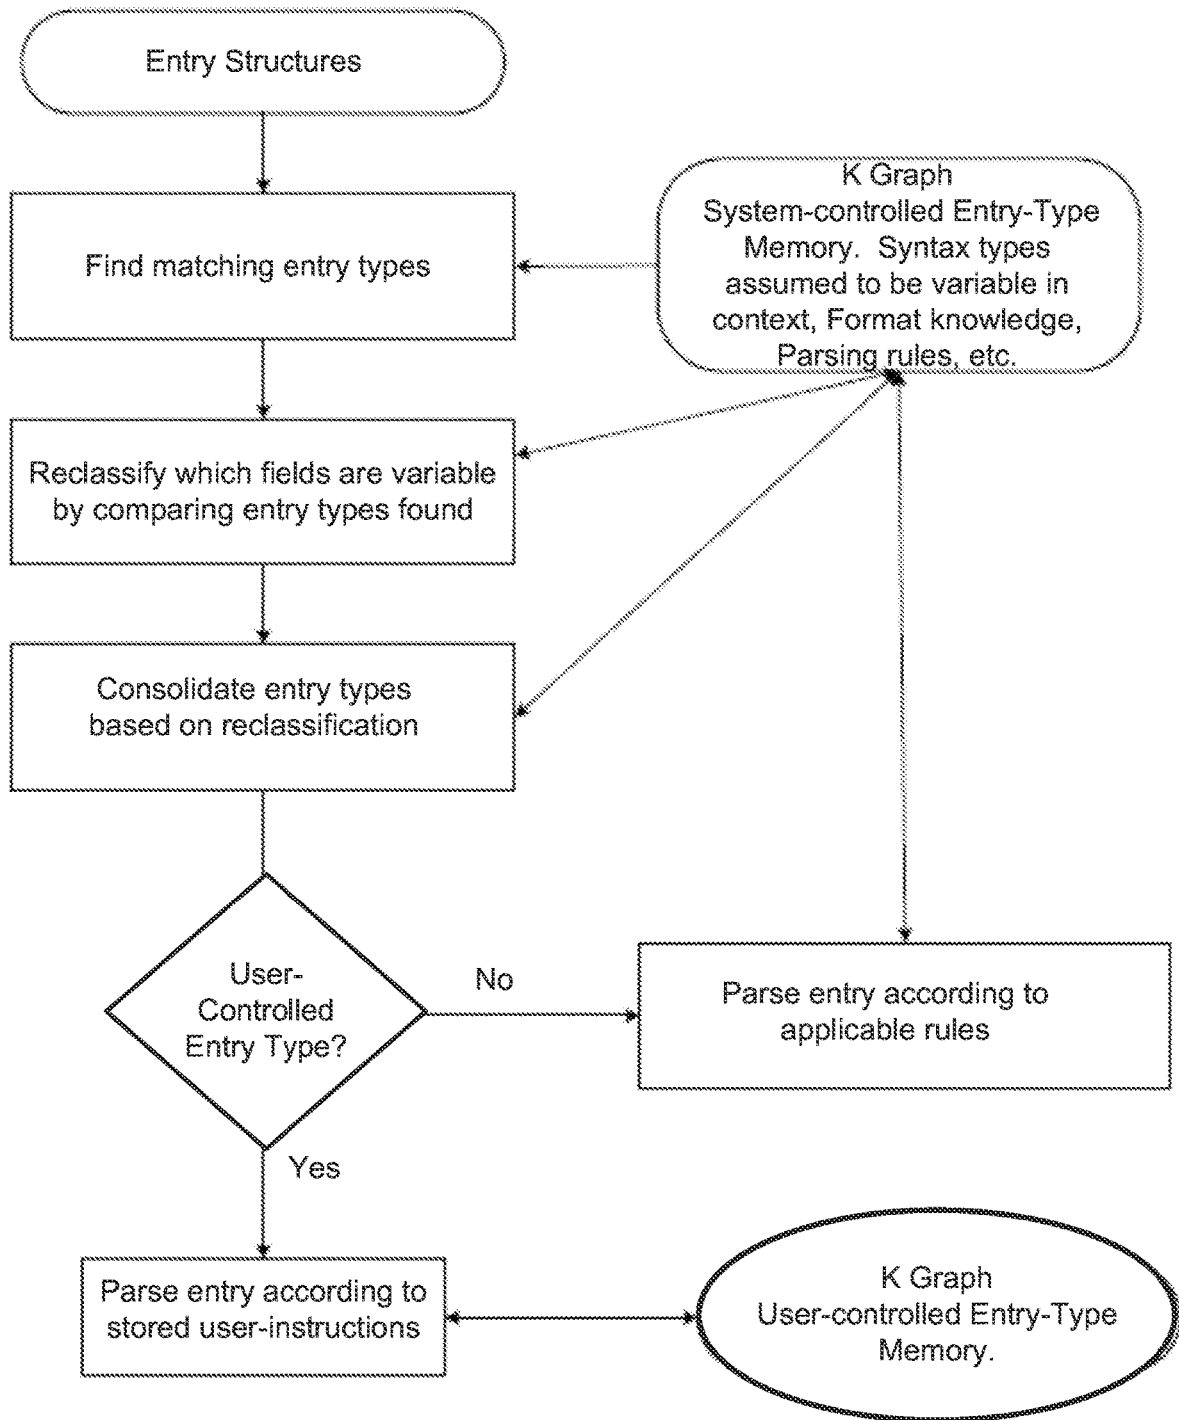 Entry Structures
K Graph
System-controlled Entry-Type
Memory.  Syntax types
assumed to be variable in
context, Format knowledge,
Parsing rules, etc.
Find matching entry types
Reclassify which fields are variable
by comparing entry types found
Consolidate entry types
based on reclassification
User-
Controlled
Entry Type?
No
Parse entry according to
applicable rules
Yes
Parse entry according to
stored user-instructions
K Graph
User-controlled Entry-Type
Memory.